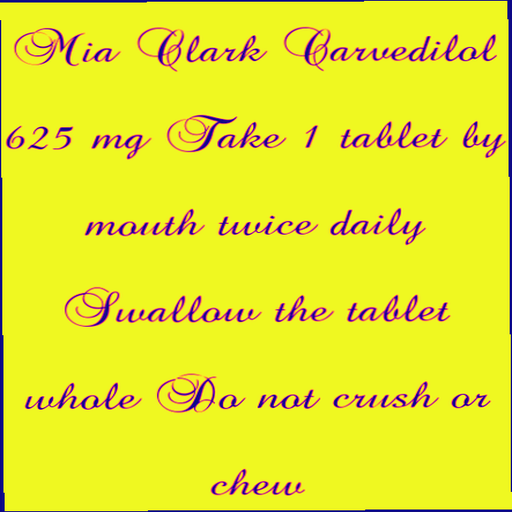 Mia Clark Carvedilol
625 mg Take 1 tablet by
mouth twice daily
Swallow the tablet
whole Do not crush or
chew